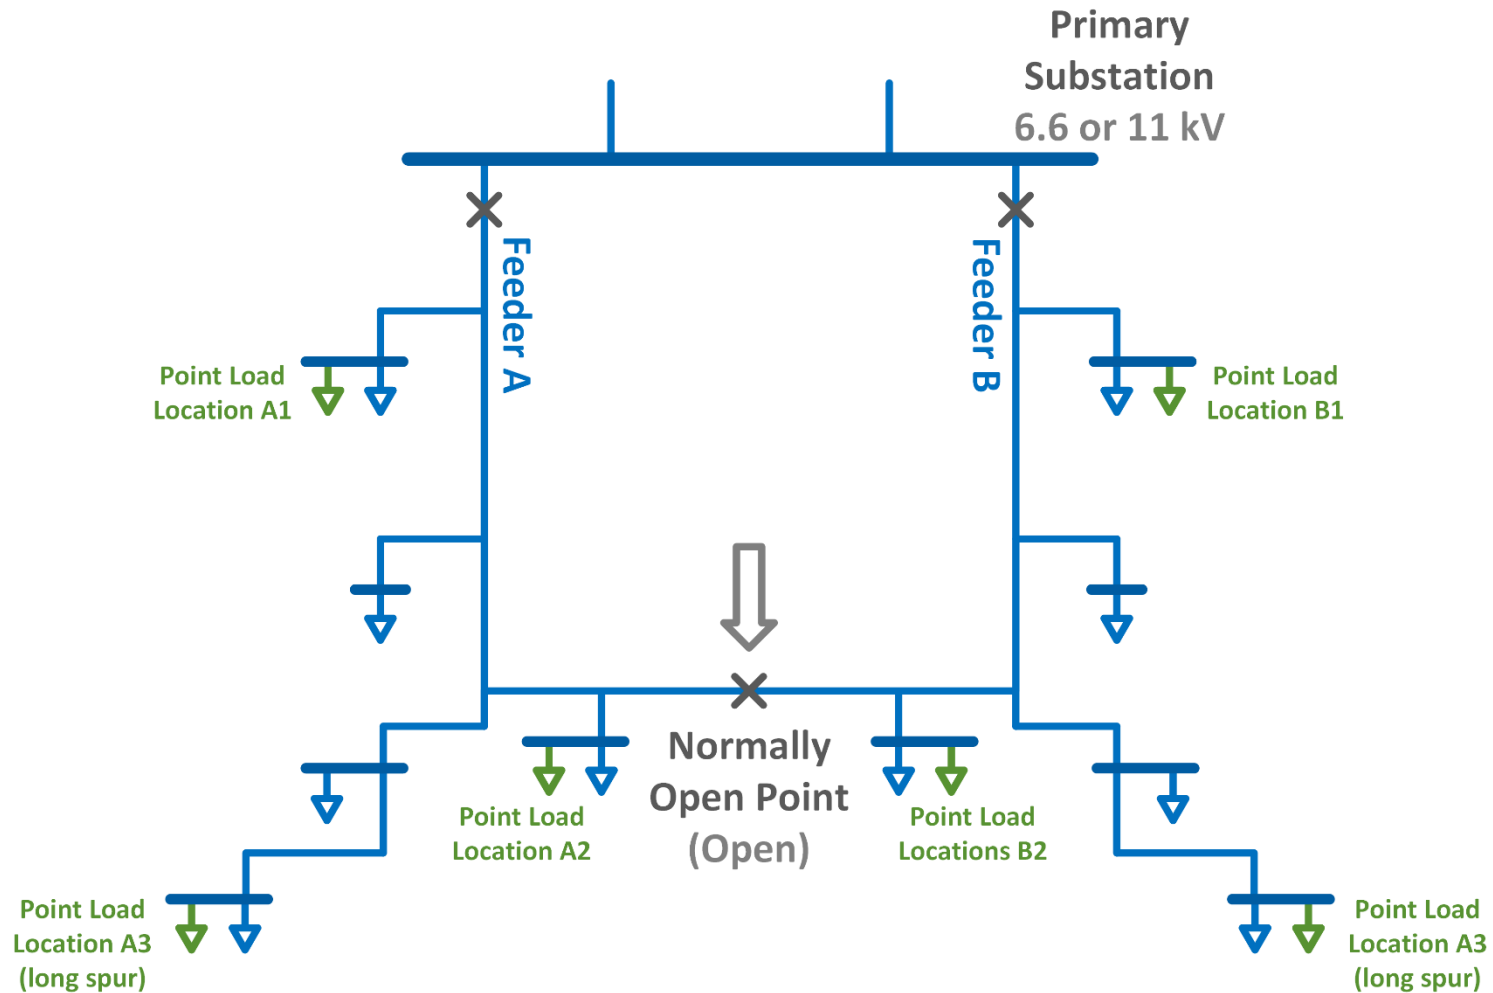 Primary
Substation
6.6 or 11 kV
Feeder A
Feeder B
Point Load
Location A1
Point Load
Location B1
Normally
Open Point
(Open)
Point Load
Location A2
Point Load
Locations B2
Point Load
Location A3
(long spur)
Point Load
Location A3
(long spur)